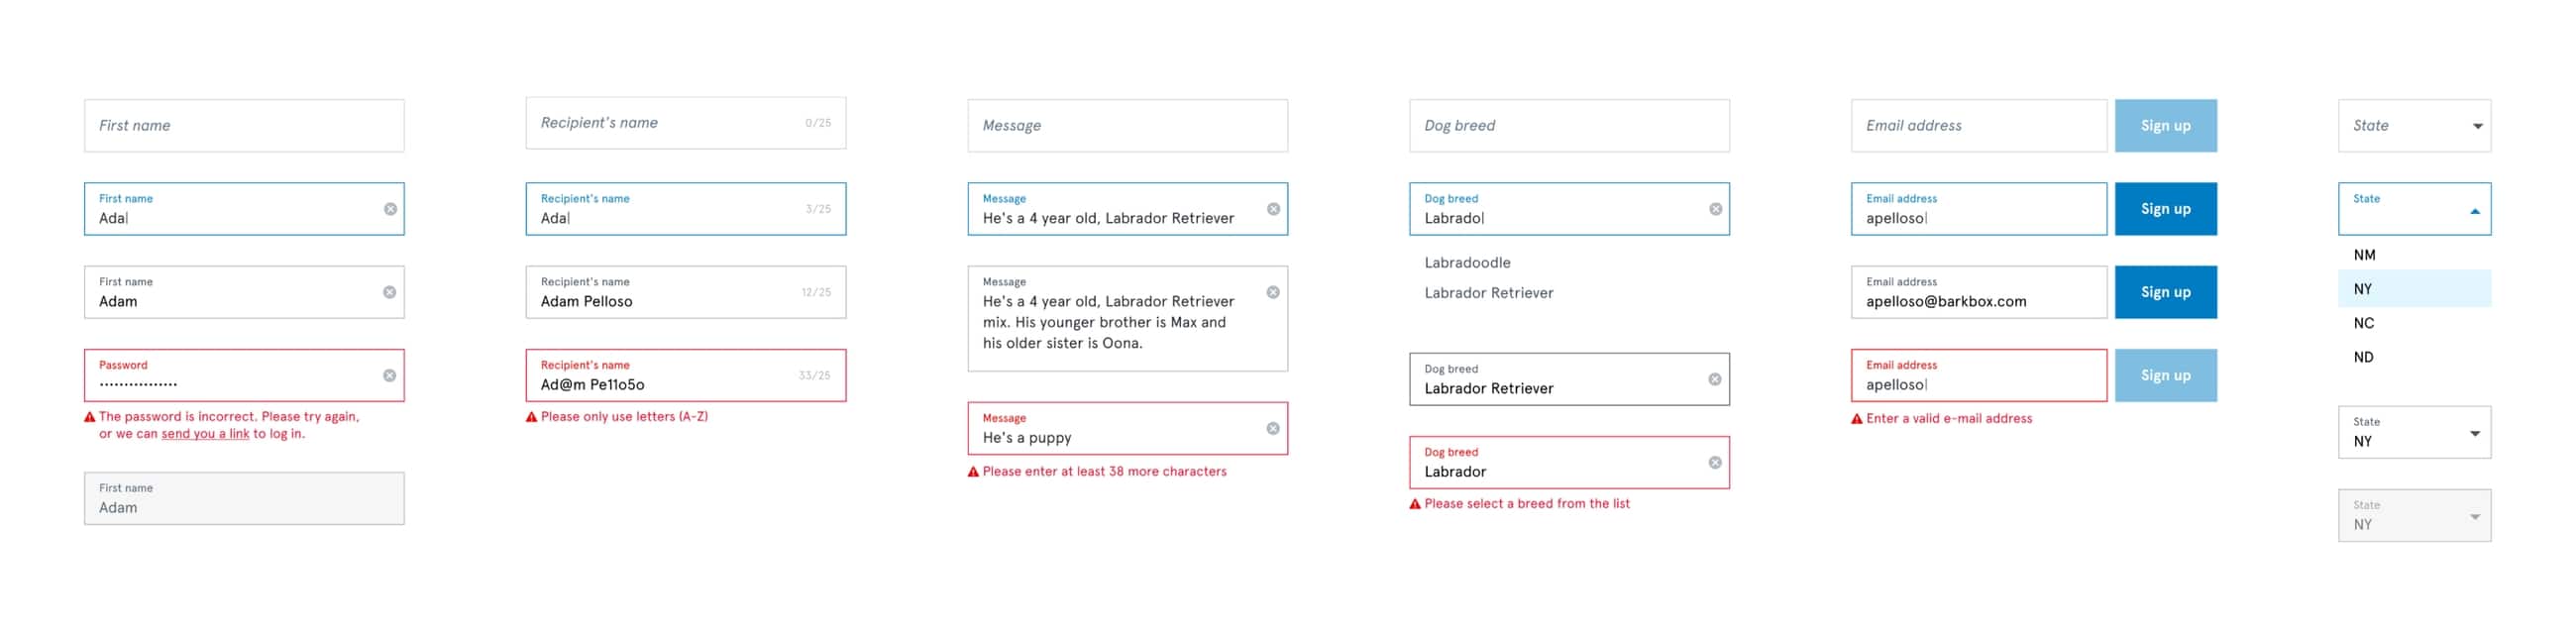 First name
First name
Ada
First name
Adam
Password
................
The password is incorrect. Please try again,
or we can send you a link to log in.
First name
Adam
Recipient's name
0/25
Recipient's name
Ada
3/25
Recipient's name
Adam Pelloso
12/25
Recipient's name
Ad@m Pe11o5o
33/25
Please only use letters (A-Z)
Message
Message
He's a 4 year old, Labrador Retriever
Message
He's a 4 year old, Labrador Retriever
mix. His younger brother is Max and
his older sister is Oona.
Message
He's a puppy
Please enter at least 38 more characters
Dog breed
Dog breed
Labrado
Labradoodle
Labrador Retriever
Dog breed
Labrador Retriever
Dog breed
Labrador
Please select a breed from the list
Email address
Sign up
Email address
apelloso
Sign up
Email address
apelloso@barkbox.com
Sign up
Email address
apelloso
Sign up
Enter a valid e-mail address
State
State
NM
NY
NC
ND
State
NY
State
NY